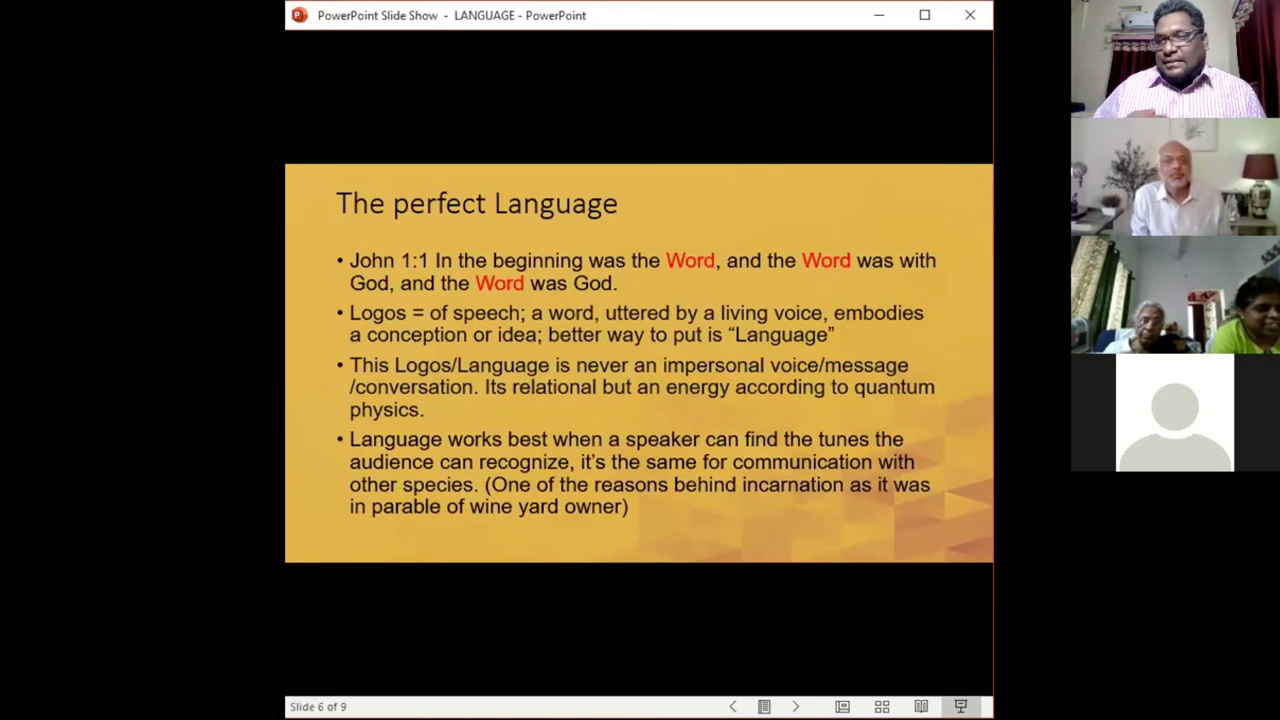 PowerPoint Slide Show - LANGUAGE - PowerPoint
The perfect Language
• John 1:1 In the beginning was the Word, and the Word was with
God, and the Word was God.
• Logos = of speech; a word, uttered by a living voice, embodies
a conception or idea; better way to put is “Language”
• This Logos/Language is never an impersonal voice/message
/conversation. Its relational but an energy according to quantum
physics.
• Language works best when a speaker can find the tunes the
audience can recognize, it’s the same for communication with
other species. (One of the reasons behind incarnation as it was
in parable of wine yard owner)
Slide 6 of 9